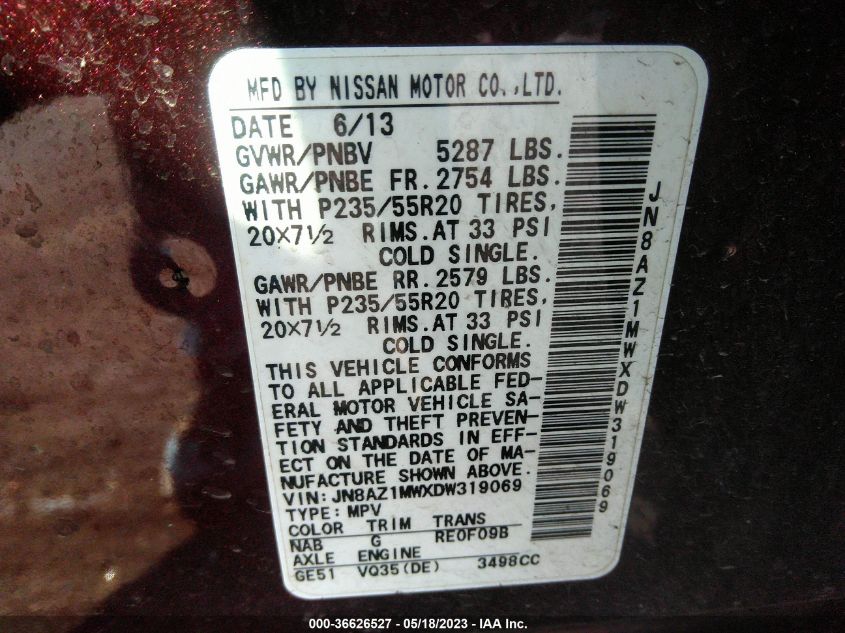 MFD BY NISSAN MOTOR CO.,LTD.
DATE 6/13
GVWR/PNBV 5287 LBS.
GAWR/PNBE FR. 2754 LBS.
WITH P235/55R20 TIRES,
20X7½ RIMS.AT 33 PSI
COLD SINGLE.
GAWR/PNBE RR. 2579 LBS.
WITH P235/55R20 TIRES,
20X7½ RIMS.AT 33 PSI
COLD SINGLE.
THIS VEHICLE CONFORMS
TO ALL APPLICABLE FED-
ERAL MOTOR VEHICLE SA-
FETY AND THEFT PREVEN-
TION STANDARDS IN EFF-
ECT ON THE DATE OF MA-
NUFACTURE SHOWN ABOVE.
VIN: JN8AZ1MWXDW319069
TYPE: MPV
COLOR TRIM TRANS
NAB G RE0F09B
AXLE ENGINE
GE51 VQ35(DE) 3498CC
JN8AZ1MWXDW319069
000-36626527 - 05/18/2023 - IAA Inc.